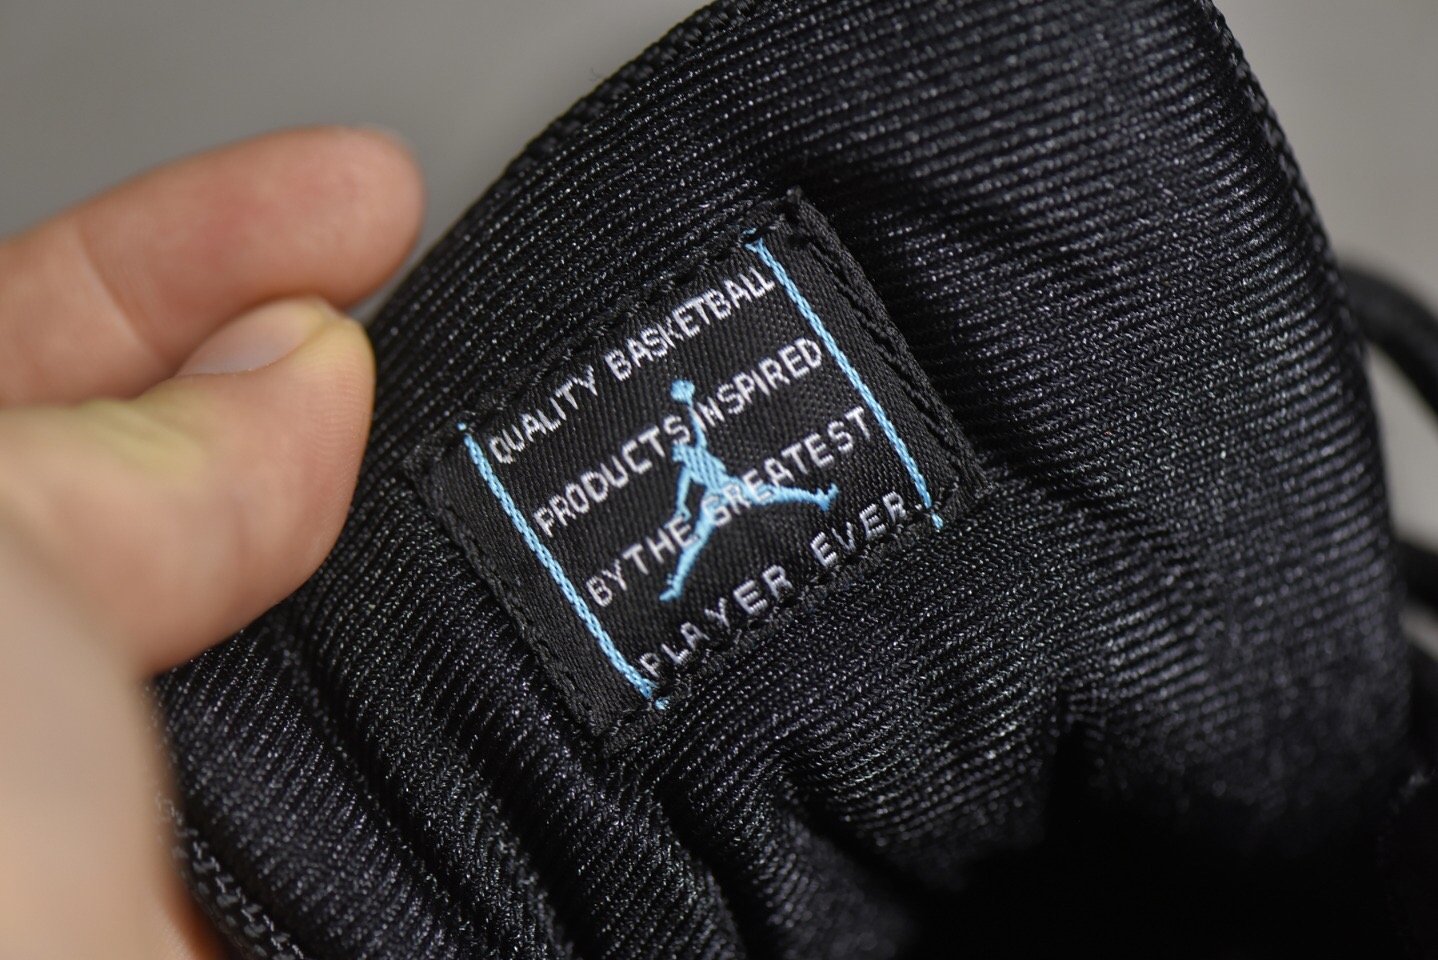 QUALITY BASKETBALL
PRODUCTS INSPIRED
BY THE GREATEST
PLAYER EVER.